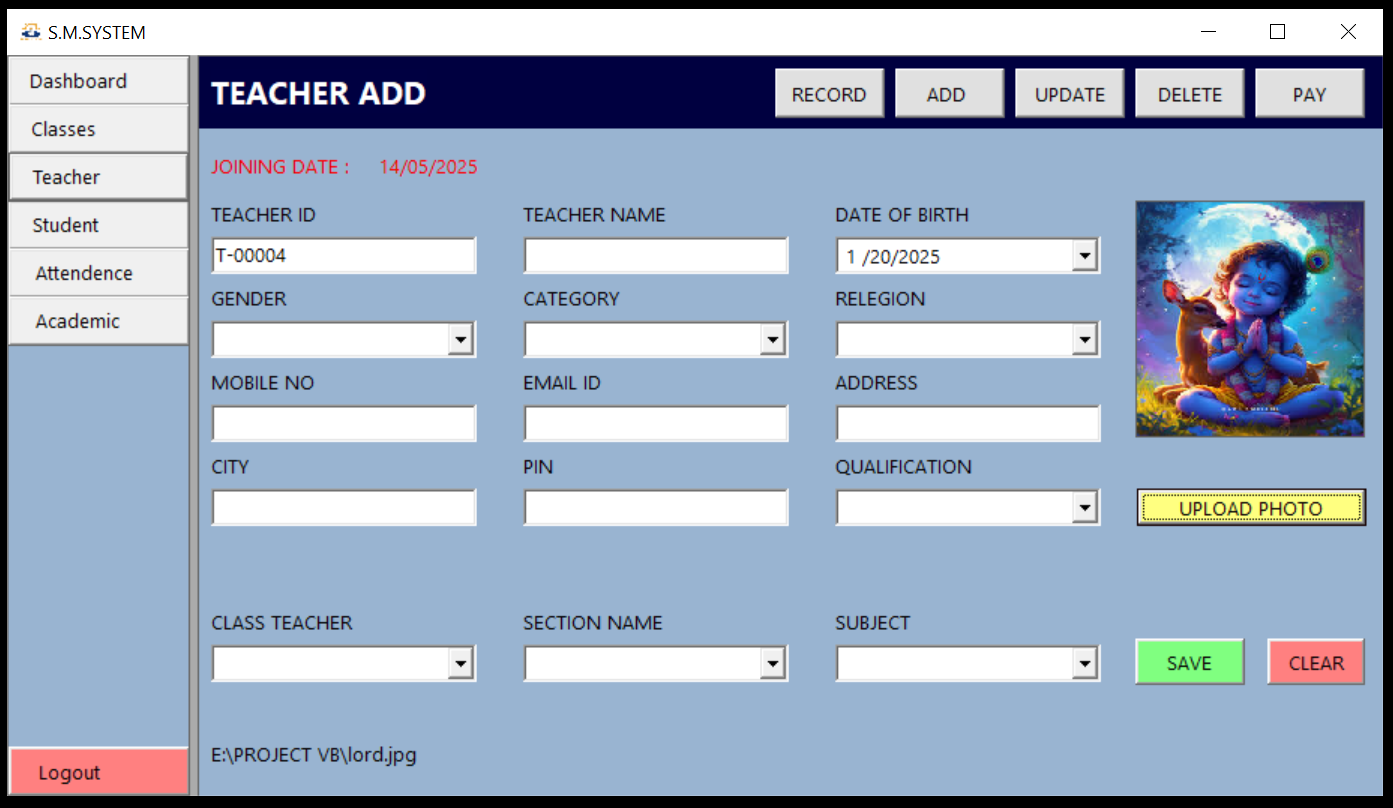 S.M.SYSTEM
Dashboard
Classes
Teacher
Student
Attendence
Academic
Logout
TEACHER ADD
RECORD
ADD
UPDATE
DELETE
PAY
JOINING DATE : 14/05/2025
TEACHER ID
TEACHER NAME
DATE OF BIRTH
T-00004
1 /20/2025
GENDER
CATEGORY
RELEGION
MOBILE NO
EMAIL ID
ADDRESS
CITY
PIN
QUALIFICATION
UPLOAD PHOTO
CLASS TEACHER
SECTION NAME
SUBJECT
SAVE
CLEAR
E:\PROJECT VB\lord.jpg